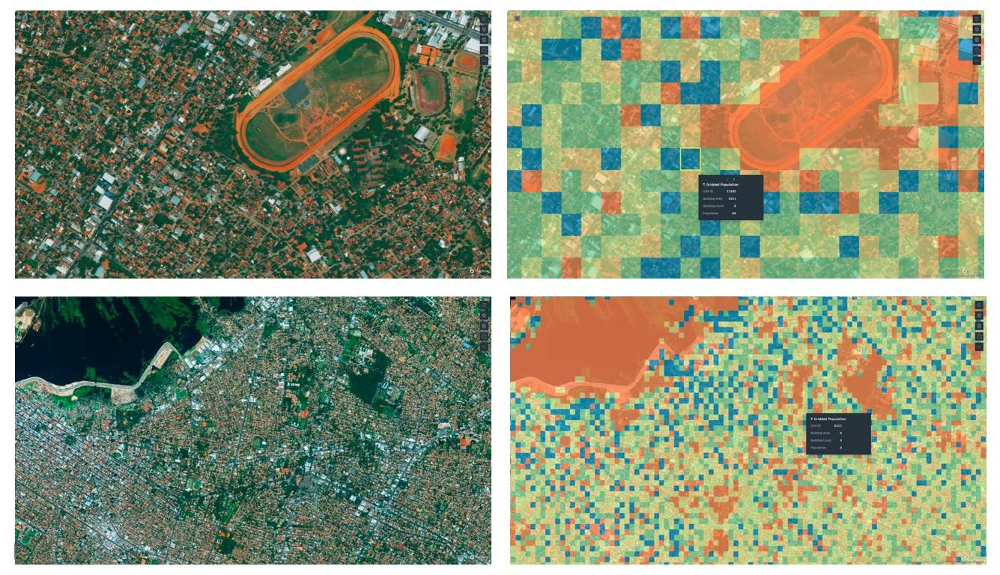 Gridded Population
Grid ID 13185
Building Area 3511
Building Count 6
Population 69
Gridded Population
Grid ID 6211
Building Area 0
Building Count 0
Population 0